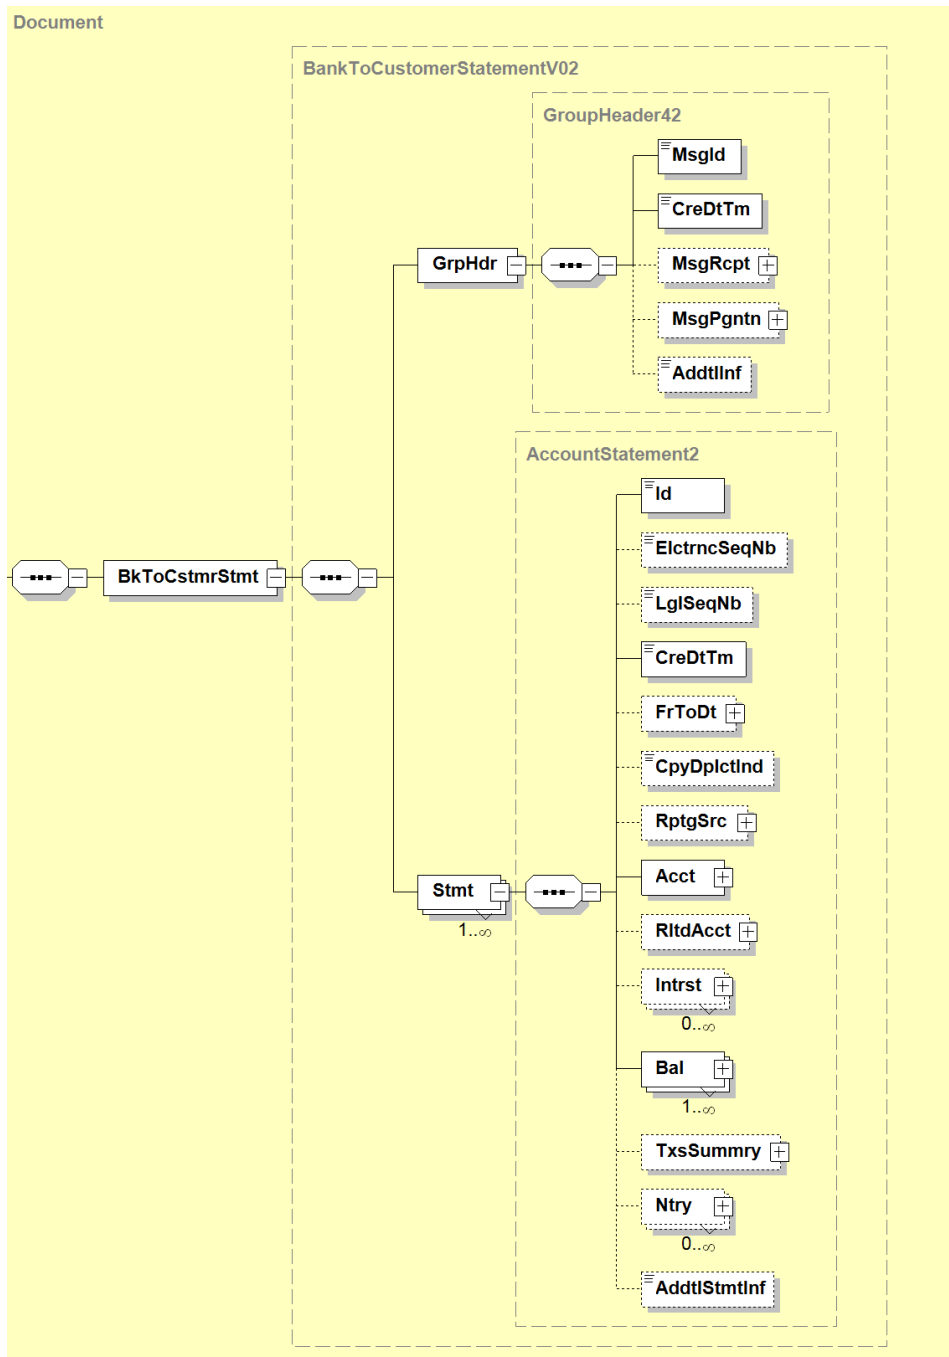 Document
BankToCustomerStatementV02
GroupHeader42
MsgId
CreDtTm
GrpHdr
MsgRcpt
MsgPgntn
AddtlInf
AccountStatement2
Id
ElctrncSeqNb
BkToCstmrStmt
LglSeqNb
CreDtTm
FrToDt
CpyDplctInd
RptgSrc
Acct
Stmt
1..∞
RltdAcct
Intrst
0..∞
Bal
1..∞
TxsSummry
Ntry
0..∞
AddtlStmtInf